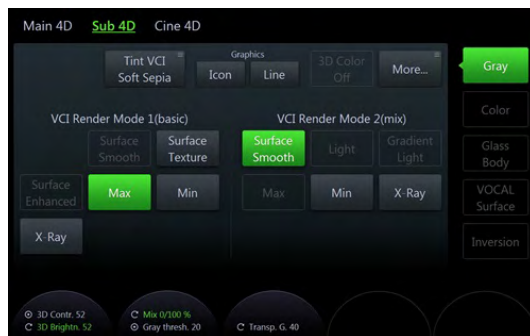 Main 4D Sub 4D Cine 4D
Tint VCI
Soft Sepia
Graphics
Icon Line
3D Color
Off
More...
Gray
Color
Glass
Body
VOCAL
Surface
Inversion
VCI Render Mode 1(basic)
Surface
Smooth
Surface
Texture
Surface
Enhanced
Max Min
X-Ray
VCI Render Mode 2(mix)
Surface
Smooth
Light
Gradient
Light
Max Min X-Ray
3D Contr. 52
3D Brightn. 52
Mix 0/100 %
Gray thresh. 20
Transp. G. 40